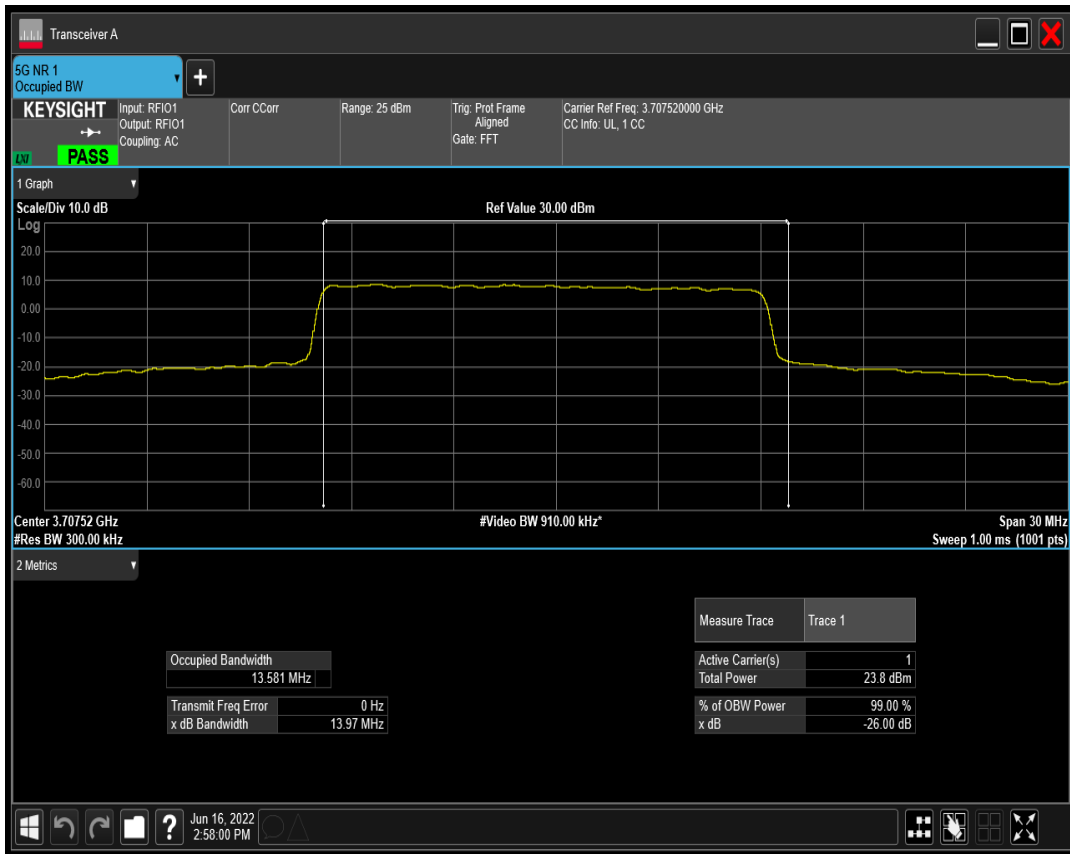 Transceiver A
5G NR 1
Occupied BW
+
KEYSIGHT
LXI PASS
Input: RFIO1
Output: RFIO1
Coupling: AC
Corr CCorr
Range: 25 dBm
Trig: Prot Frame
Aligned
Gate: FFT
Carrier Ref Freq: 3.707520000 GHz
CC Info: UL, 1 CC
1 Graph
Scale/Div 10.0 dB
Ref Value 30.00 dBm
Log
20.0
10.0
0.00
-10.0
-20.0
-30.0
-40.0
-50.0
-60.0
Center 3.70752 GHz
#Video BW 910.00 kHz*
Span 30 MHz
#Res BW 300.00 kHz
Sweep 1.00 ms (1001 pts)
2 Metrics
Measure Trace Trace 1
Occupied Bandwidth
13.581 MHz
Active Carrier(s) 1
Total Power 23.8 dBm
Transmit Freq Error 0 Hz
x dB Bandwidth 13.97 MHz
% of OBW Power 99.00 %
x dB -26.00 dB
?
Jun 16, 2022
2:58:00 PM